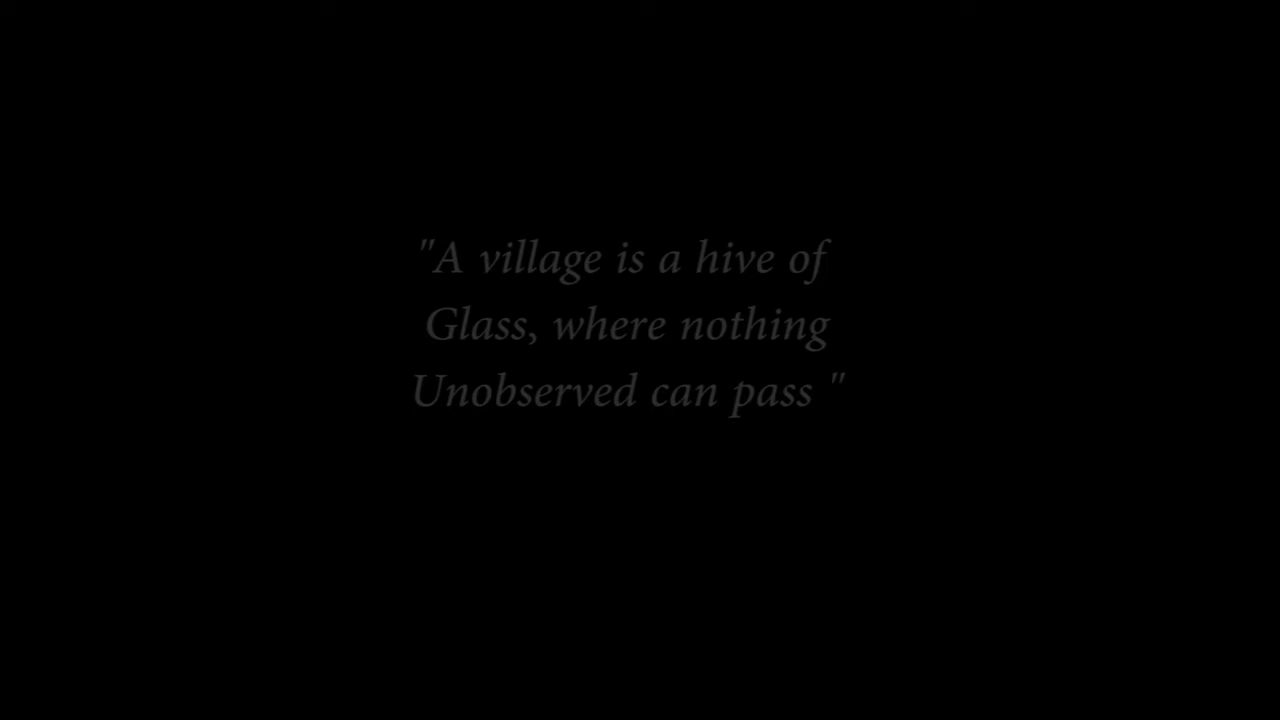 "A village is a hive of
Glass, where nothing
Unobserved can pass "